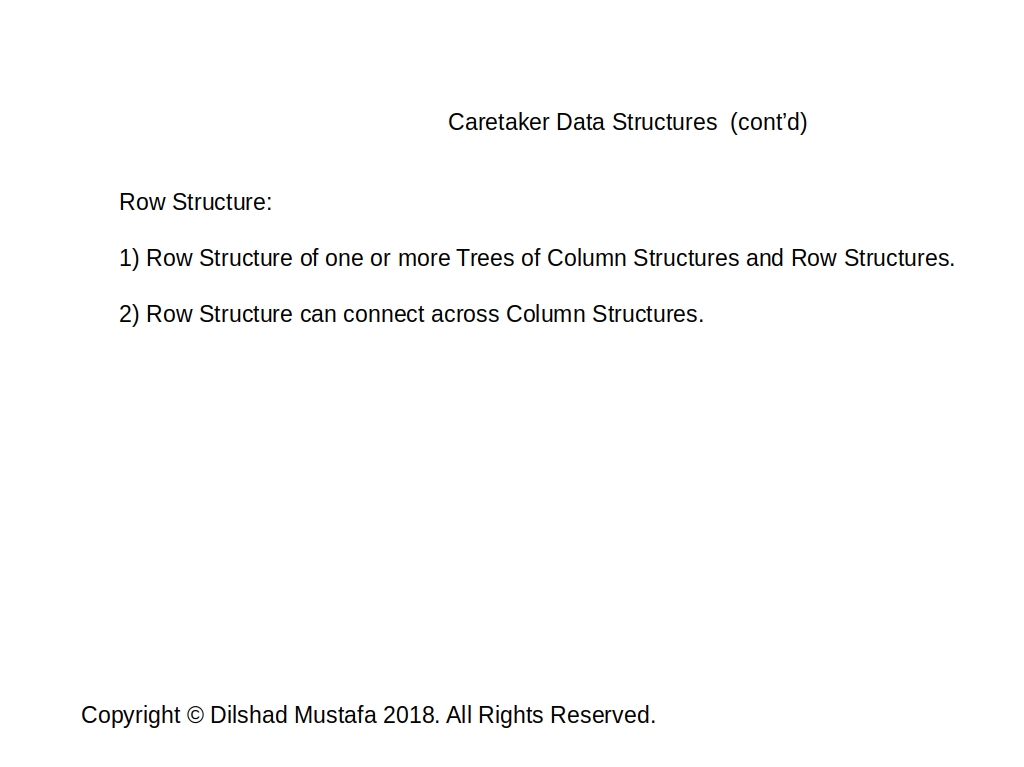 Caretaker Data Structures  (cont’d)
Row Structure:
1) Row Structure of one or more Trees of Column Structures and Row Structures.
2) Row Structure can connect across Column Structures.
Copyright © Dilshad Mustafa 2018. All Rights Reserved.